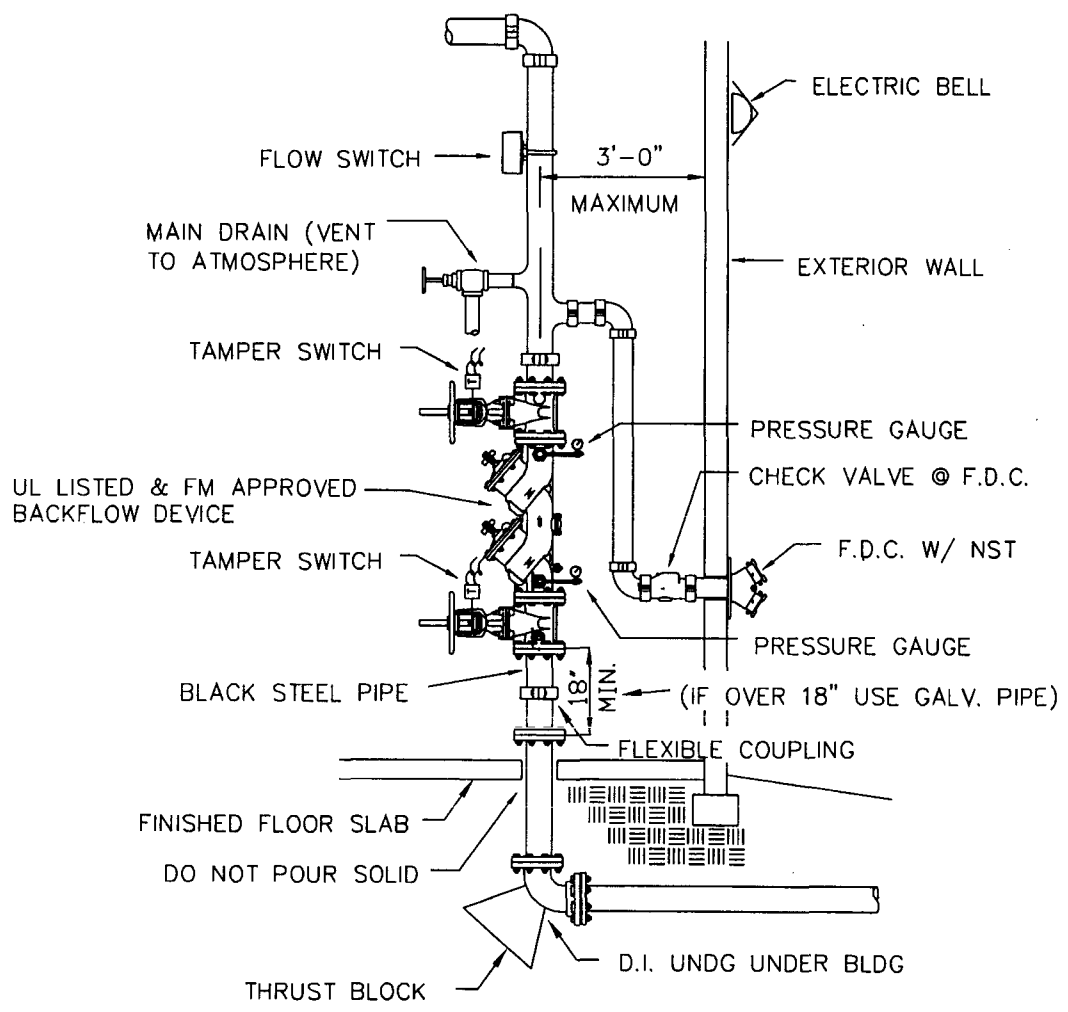 ELECTRIC BELL
FLOW SWITCH
3'-0"
MAXIMUM
MAIN DRAIN (VENT
TO ATMOSPHERE)
EXTERIOR WALL
TAMPER SWITCH
PRESSURE GAUGE
CHECK VALVE @ F.D.C.
UL LISTED & FM APPROVED
BACKFLOW DEVICE
F.D.C. W/ NST
TAMPER SWITCH
PRESSURE GAUGE
BLACK STEEL PIPE
18"
MIN.
(IF OVER 18" USE GALV. PIPE)
FLEXIBLE COUPLING
FINISHED FLOOR SLAB
DO NOT POUR SOLID
D.I. UNDG UNDER BLDG
THRUST BLOCK